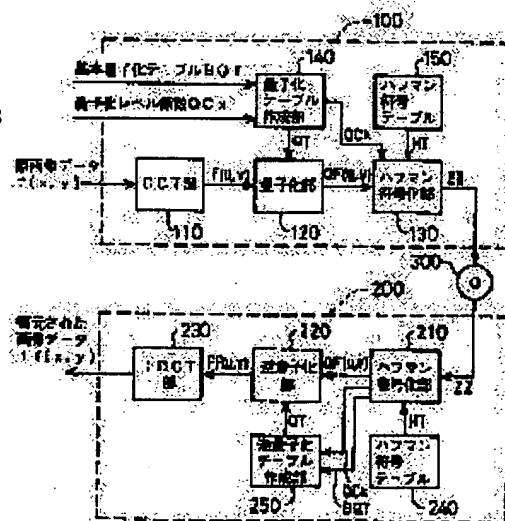 100
基本量子化テーブルBQT
140
150
量子化レベル係数QCx
量子化
テーブル
作成部
ハフマン
符号
テーブル
QT
QCx
HT
原画像データ
f(x,y)
DCT部
F(u,v)
量子化部
QF(u,v)
ハフマン
符号化部
ZZ
110
120
130
300
200
復元された
画像データ
f(x,y)
230
220
210
IDCT
部
F(u,v)
逆量子化
部
QF(u,v)
ハフマン
復号化部
ZZ
QT
HT
逆量子化
テーブル
作成部
QCx
BQT
ハフマン
符号
テーブル
250
240